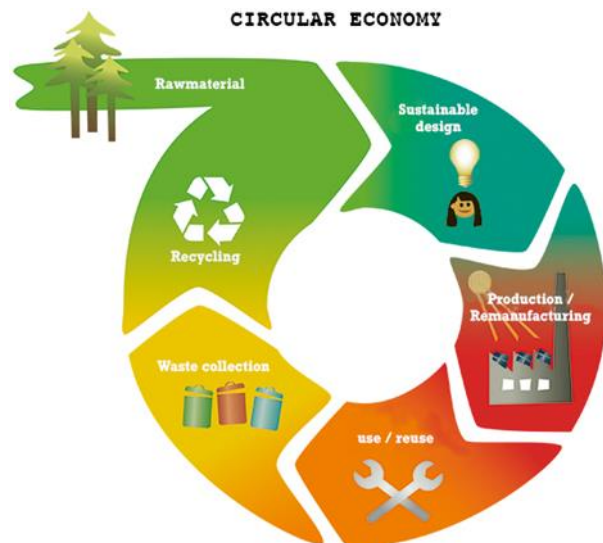 CIRCULAR ECONOMY
Rawmaterial
Sustainable
design
Production /
Remanufacturing
use / reuse
Waste collection
Recycling